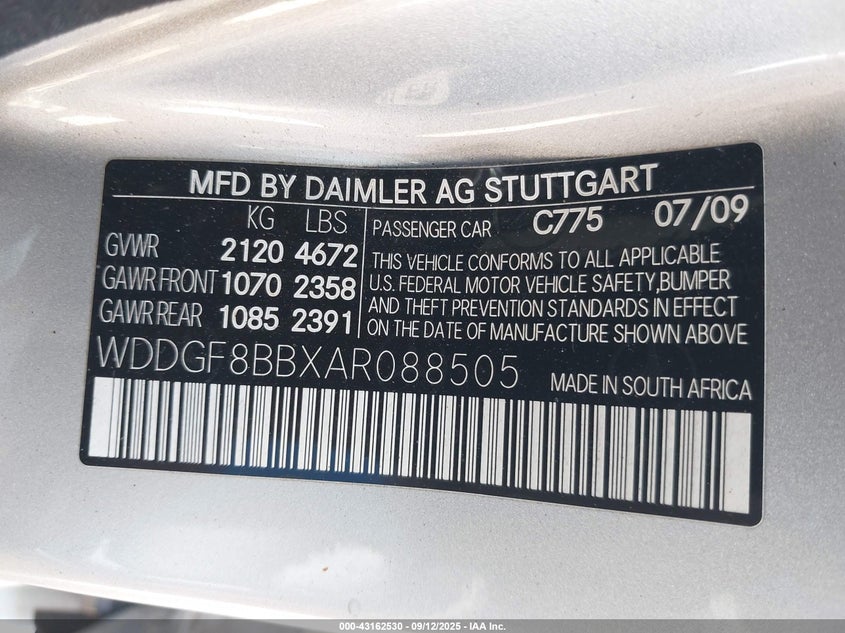 MFD BY DAIMLER AG STUTTGART
KG LBS
GVWR 2120 4672
GAWR FRONT 1070 2358
GAWR REAR 1085 2391
PASSENGER CAR C775 07/09
THIS VEHICLE CONFORMS TO ALL APPLICABLE
U.S. FEDERAL MOTOR VEHICLE SAFETY,BUMPER
AND THEFT PREVENTION STANDARDS IN EFFECT
ON THE DATE OF MANUFACTURE SHOWN ABOVE
WDDGF8BBXAR088505
MADE IN SOUTH AFRICA
000-43162530 - 09/12/2025 - IAA Inc.